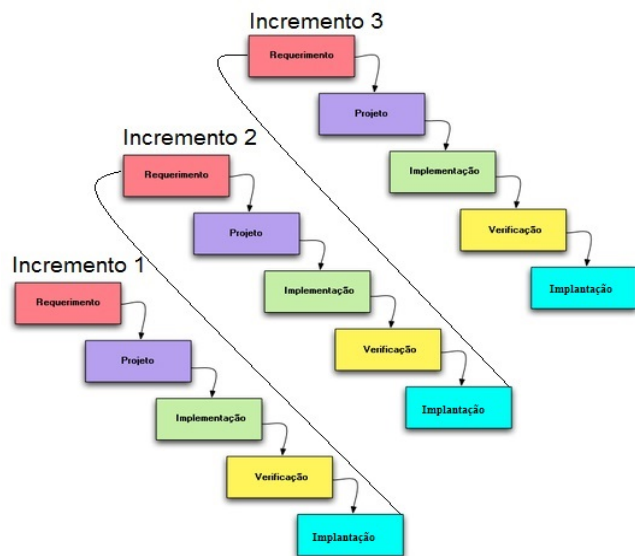 Incremento 3
Requerimento
Projeto
Implementação
Verificação
Implantação
Incremento 2
Requerimento
Projeto
Implementação
Verificação
Implantação
Incremento 1
Requerimento
Projeto
Implementação
Verificação
Implantação